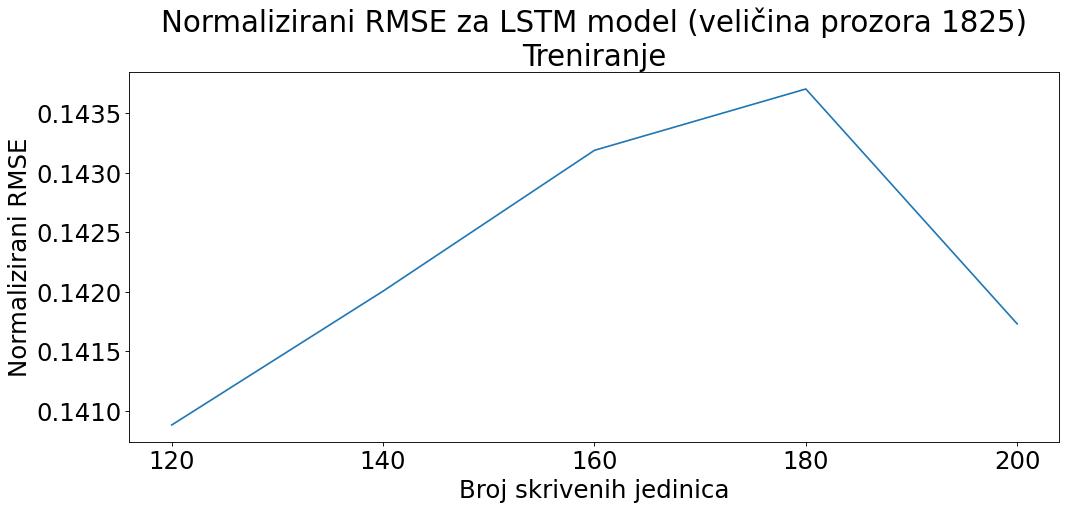 Normalizirani RMSE za LSTM model (veličina prozora 1825)
Treniranje
Normalizirani RMSE
0.1435
0.1430
0.1425
0.1420
0.1415
0.1410
120 140 160 180 200
Broj skrivenih jedinica